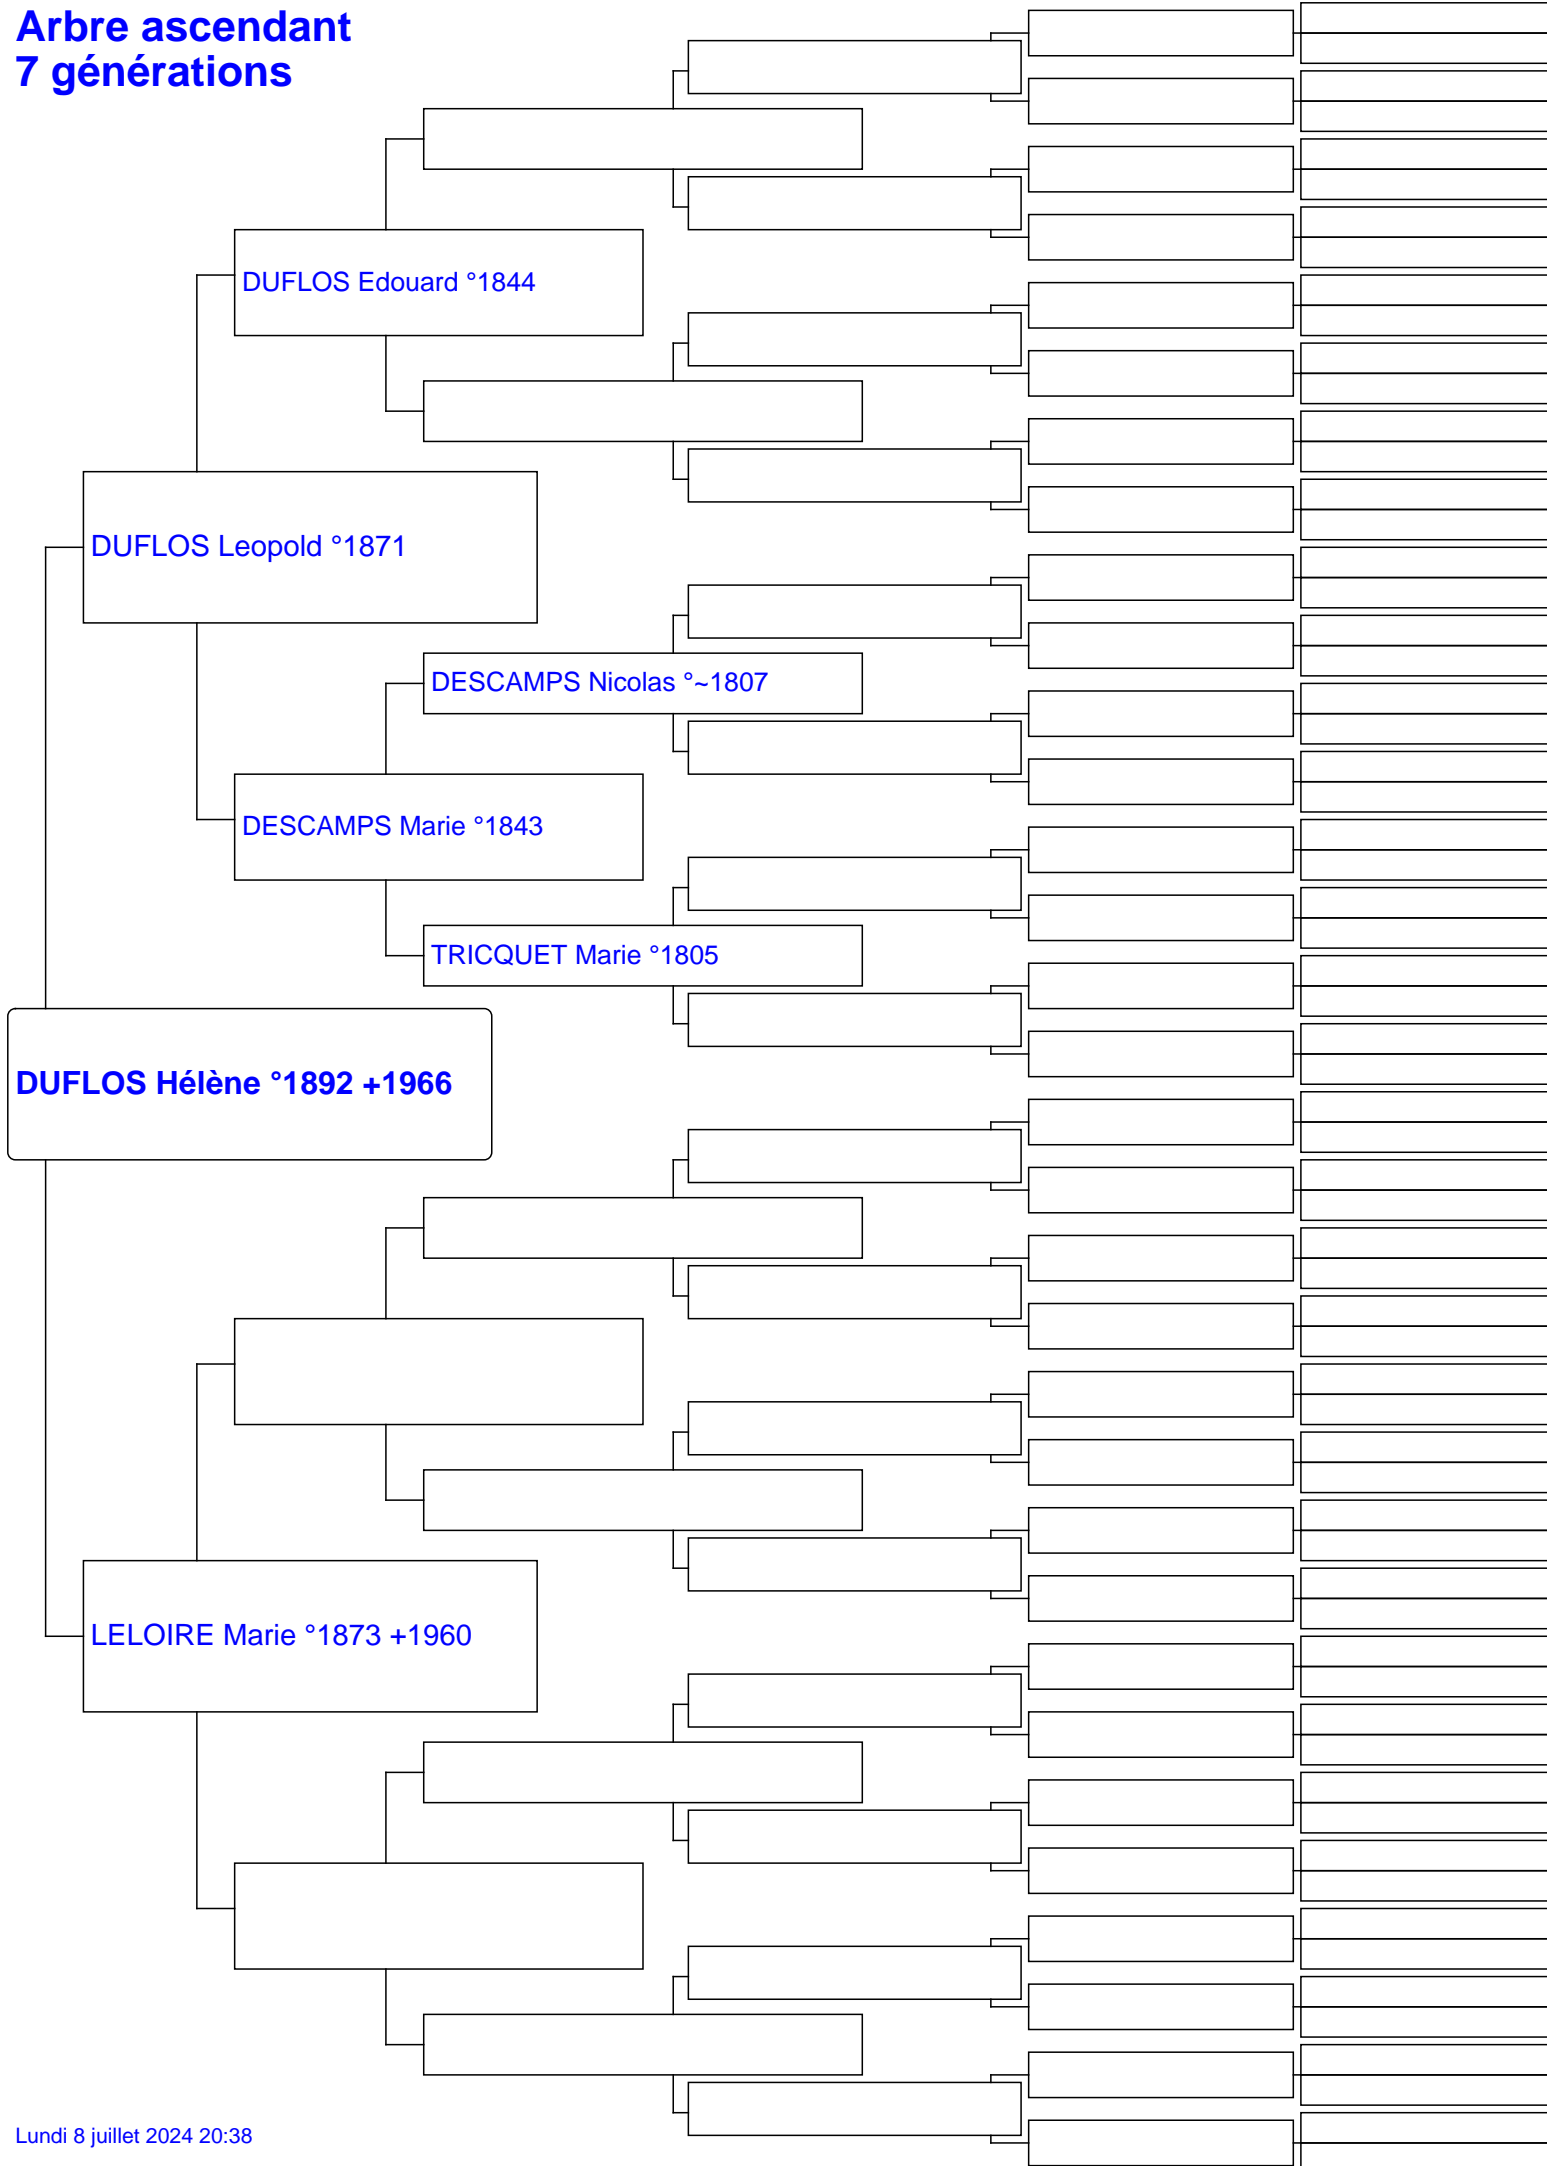 Arbre ascendant
7 générations
DUFLOS Edouard °1844
DUFLOS Leopold °1871
DESCAMPS Nicolas °~1807
DESCAMPS Marie °1843
TRICQUET Marie °1805
DUFLOS Hélène °1892 +1966
LELOIRE Marie °1873 +1960
Lundi 8 juillet 2024 20:38